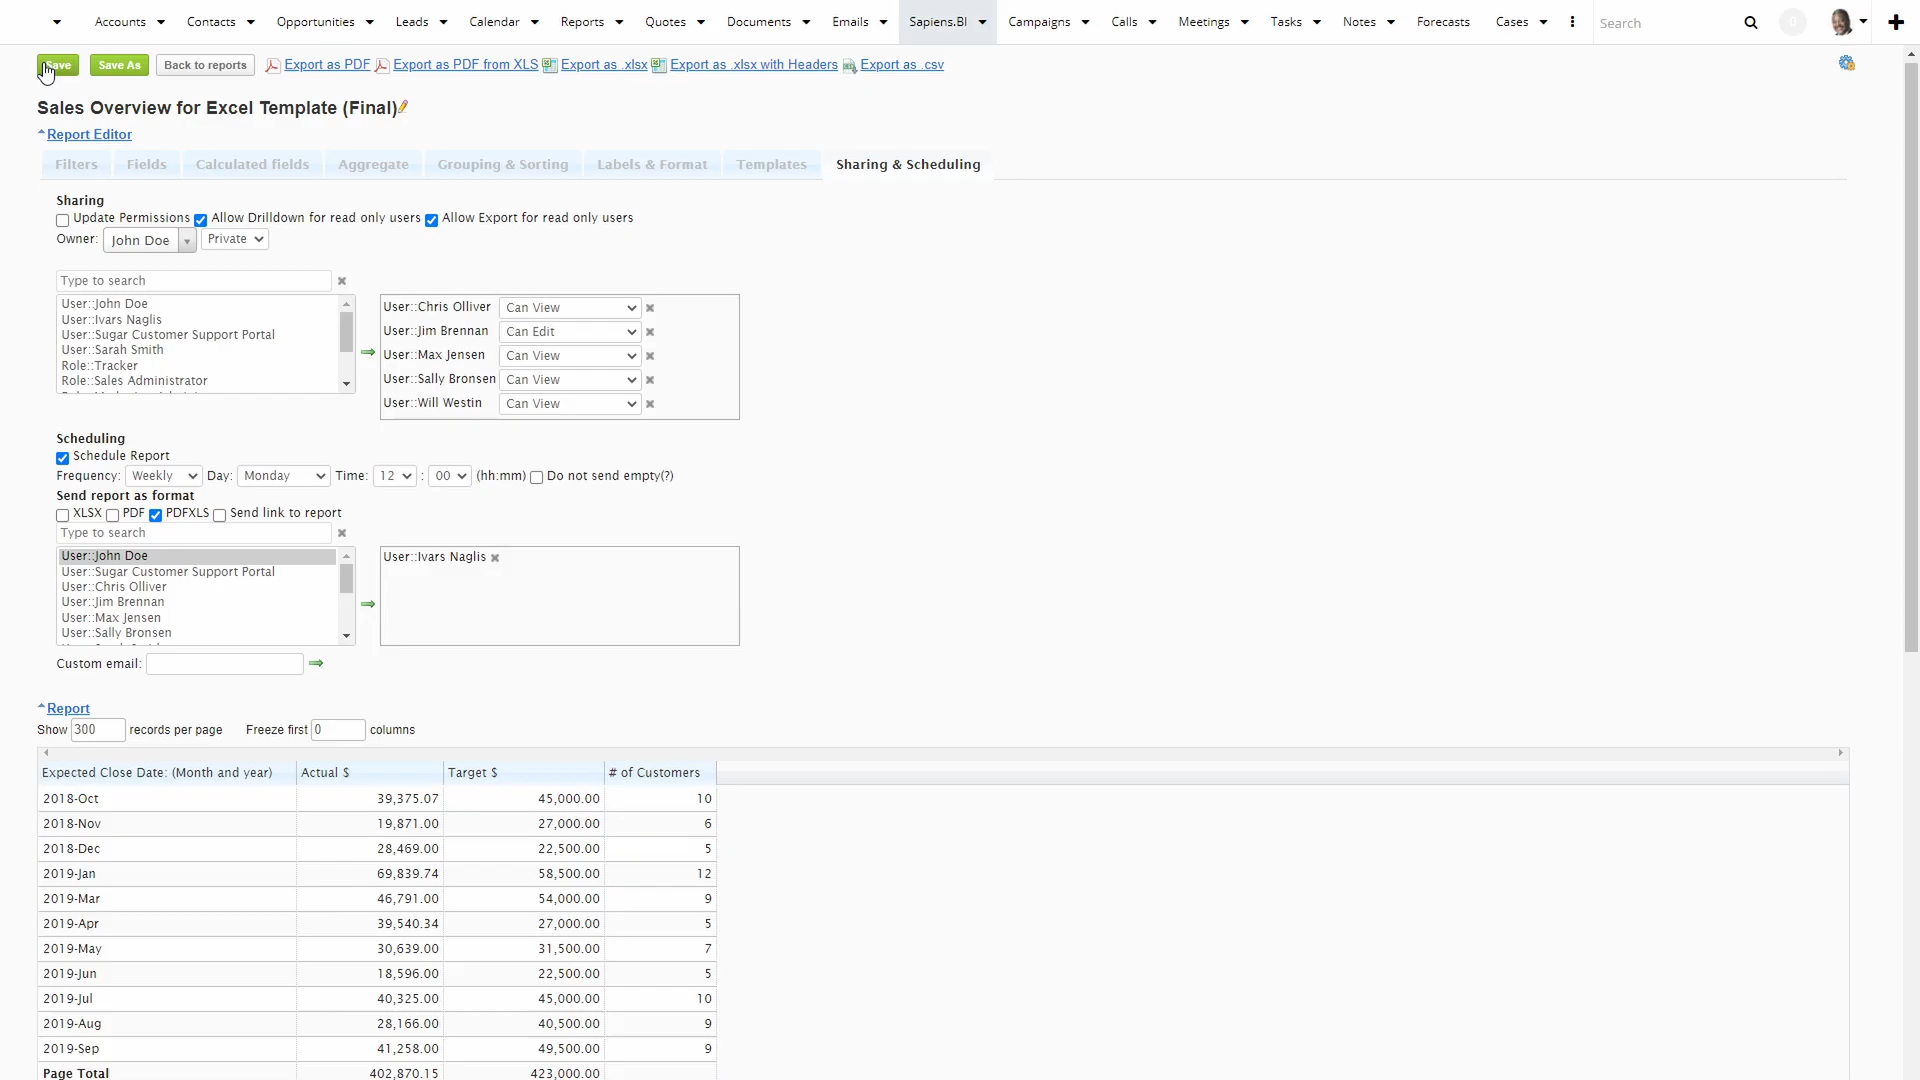 Accounts Contacts Opportunities Leads Calendar Reports Quotes Documents Emails Sapiens.BI Campaigns Calls Meetings Tasks Notes Forecasts Cases Search
Save Save As Back to reports Export as PDF Export as PDF from XLS Export as .xlsx Export as .xlsx with Headers Export as .csv
Sales Overview for Excel Template (Final)
Report Editor
Filters Fields Calculated fields Aggregate Grouping & Sorting Labels & Format Templates Sharing & Scheduling
Sharing
Update Permissions Allow Drilldown for read only users Allow Export for read only users
Owner: John Doe Private
Type to search
User::John Doe
User::Ivars Naglis
User::Sugar Customer Support Portal
User::Sarah Smith
Role::Tracker
Role::Sales Administrator
User::Chris Olliver Can View
User::Jim Brennan Can Edit
User::Max Jensen Can View
User::Sally Bronsen Can View
User::Will Westin Can View
Scheduling
Schedule Report
Frequency: Weekly Day: Monday Time: 12 : 00 (hh:mm) Do not send empty(?)
Send report as format
XLSX PDF PDFXLS Send link to report
Type to search
User::John Doe
User::Sugar Customer Support Portal
User::Chris Olliver
User::Jim Brennan
User::Max Jensen
User::Sally Bronsen
User::Ivars Naglis
Custom email:
Report
Show 300 records per page Freeze first 0 columns
Expected Close Date: (Month and year) Actual $ Target $ # of Customers
2018-Oct 39,375.07 45,000.00 10
2018-Nov 19,871.00 27,000.00 6
2018-Dec 28,469.00 22,500.00 5
2019-Jan 69,839.74 58,500.00 12
2019-Mar 46,791.00 54,000.00 9
2019-Apr 39,540.34 27,000.00 5
2019-May 30,639.00 31,500.00 7
2019-Jun 18,596.00 22,500.00 5
2019-Jul 40,325.00 45,000.00 10
2019-Aug 28,166.00 40,500.00 9
2019-Sep 41,258.00 49,500.00 9
Page Total 402,870.15 423,000.00